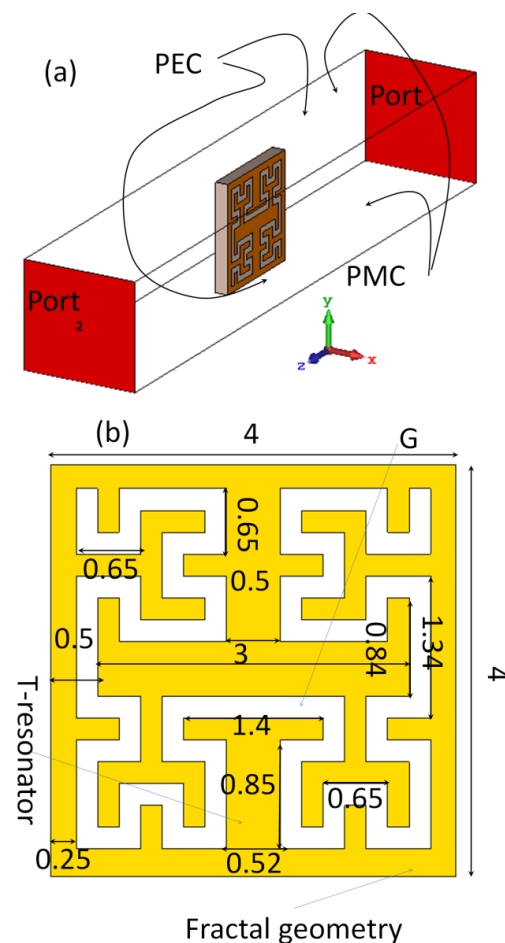 (a)
PEC
Port
Port
2
PMC
y
x
z
(b)
4
G
0.65
0.65
0.5
0.5
3
0.84
1.34
4
T-resonator
1.4
0.85
0.65
0.25
0.52
Fractal geometry